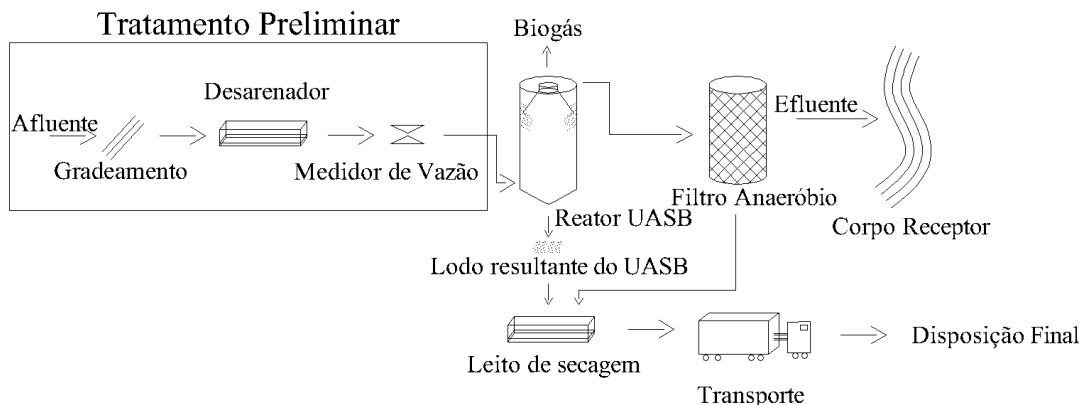 Tratamento Preliminar
Biogás
Desarenador
Afluente
Efluente
Gradeamento
Medidor de Vazão
Filtro Anaeróbio
Reator UASB
Corpo Receptor
Lodo resultante do UASB
Disposição Final
Leito de secagem
Transporte